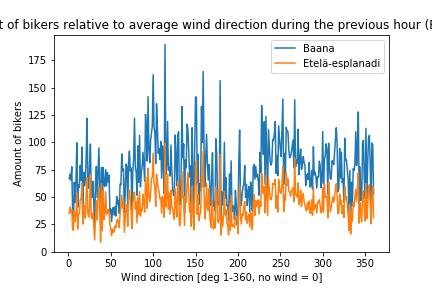 t of bikers relative to average wind direction during the previous hour (
Baana
Etelä-esplanadi
Amount of bikers
175
150
125
100
75
50
25
0
0 50 100 150 200 250 300 350
Wind direction [deg 1-360, no wind = 0]